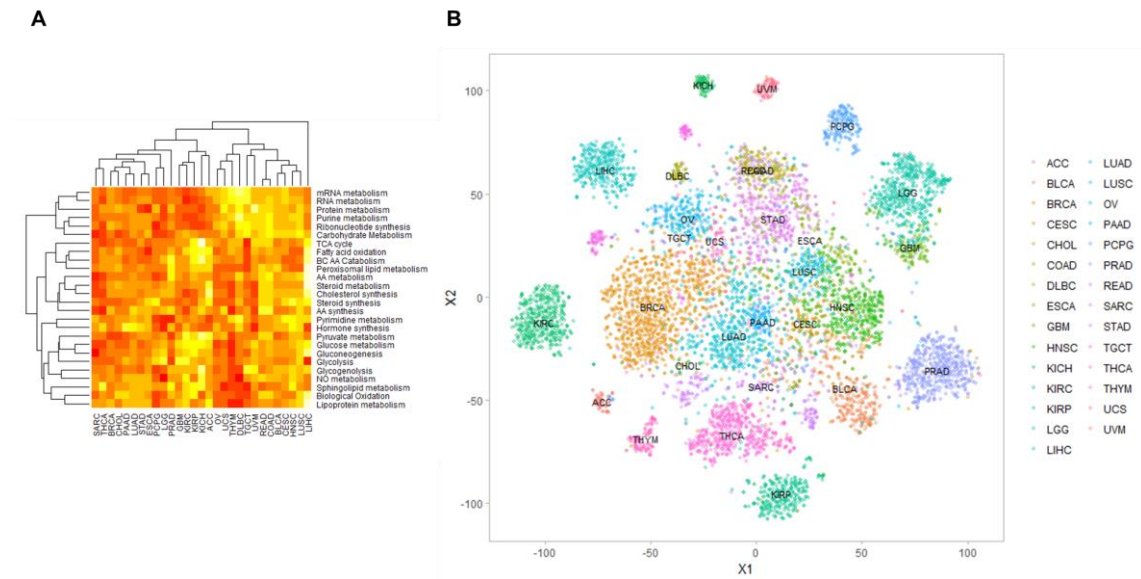 A
B
mRNA metabolism
RNA metabolism
Protein metabolism
Purine metabolism
Ribonucleotide synthesis
Carbohydrate Metabolism
TCA cycle
Fatty acid oxidation
BC AA Catabolism
Peroxisomal lipid metabolism
AA metabolism
Steroid metabolism
Cholesterol synthesis
Steroid synthesis
AA synthesis
Pyrimidine metabolism
Hormone synthesis
Pyruvate metabolism
Glucose metabolism
Gluconeogenesis
Glycolysis
Glycogenolysis
NO metabolism
Sphingolipid metabolism
Biological Oxidation
Lipoprotein metabolism
SARC
THCA
BRCA
CHOL
PAAD
LUAD
STAD
ESCA
PCPG
LGG
PRAD
GBM
KIRC
KIRP
KICH
ACC
OV
UCS
THYM
DLBC
TGCT
UVM
READ
COAD
BLCA
CESC
HNSC
LUSC
LIHC
X2
100
50
0
-50
-100
KICH
UVM
PCPG
LIHC
DLBC
STAD
LGG
OV
TGCT
UCS
ESCA
GBM
LUSC
BRCA
HNSC
KIRC
PAAD
CESC
LUAD
CHOL
PRAD
SARC
BLCA
ACC
THYM
THCA
KIRP
-100
-50
0
50
100
X1
ACC
BLCA
BRCA
CESC
CHOL
COAD
DLBC
ESCA
GBM
HNSC
KICH
KIRC
KIRP
LGG
LIHC
LUAD
LUSC
OV
PAAD
PCPG
PRAD
READ
SARC
STAD
TGCT
THCA
THYM
UCS
UVM